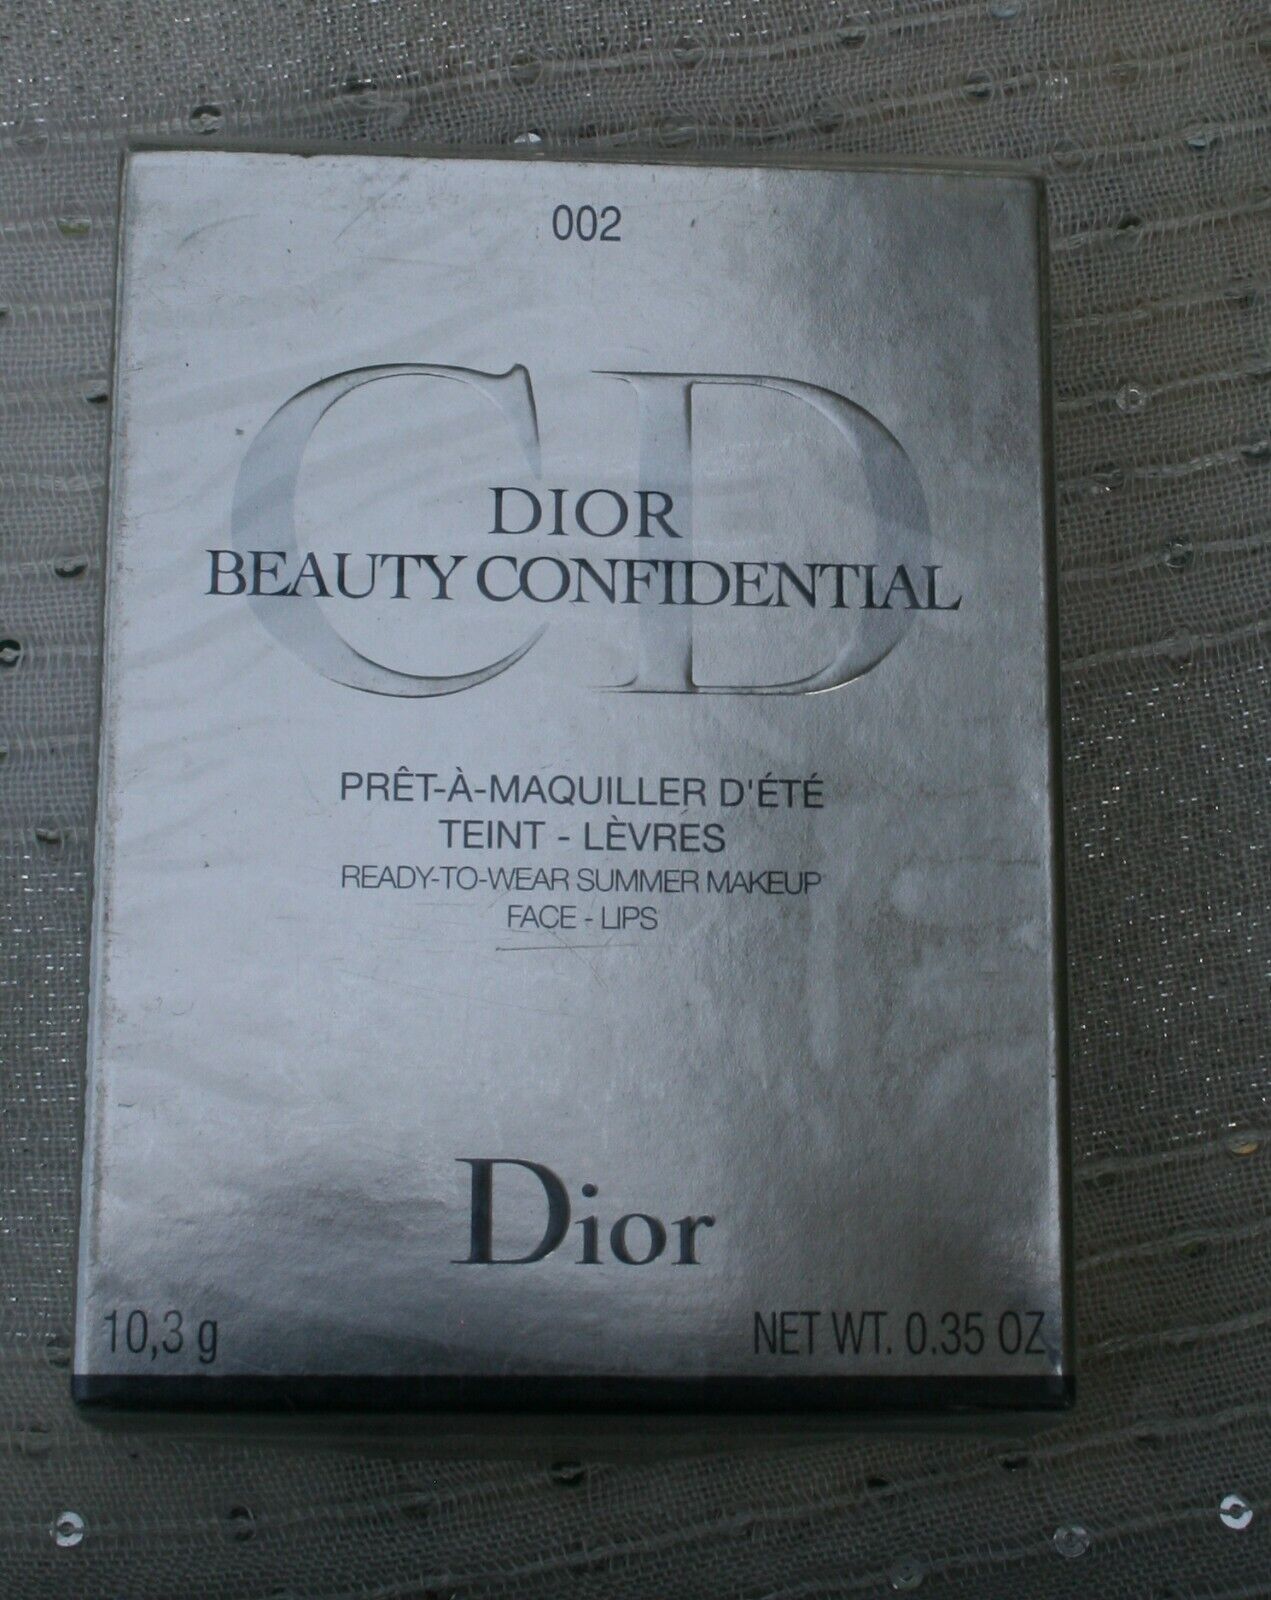 002
CD
DIOR
BEAUTY CONFIDENTIAL
PRÊT-À-MAQUILLER D'ÉTÉ
TEINT - LÈVRES
READY-TO-WEAR SUMMER MAKEUP
FACE - LIPS
Dior
10,3 g NET WT. 0.35 OZ